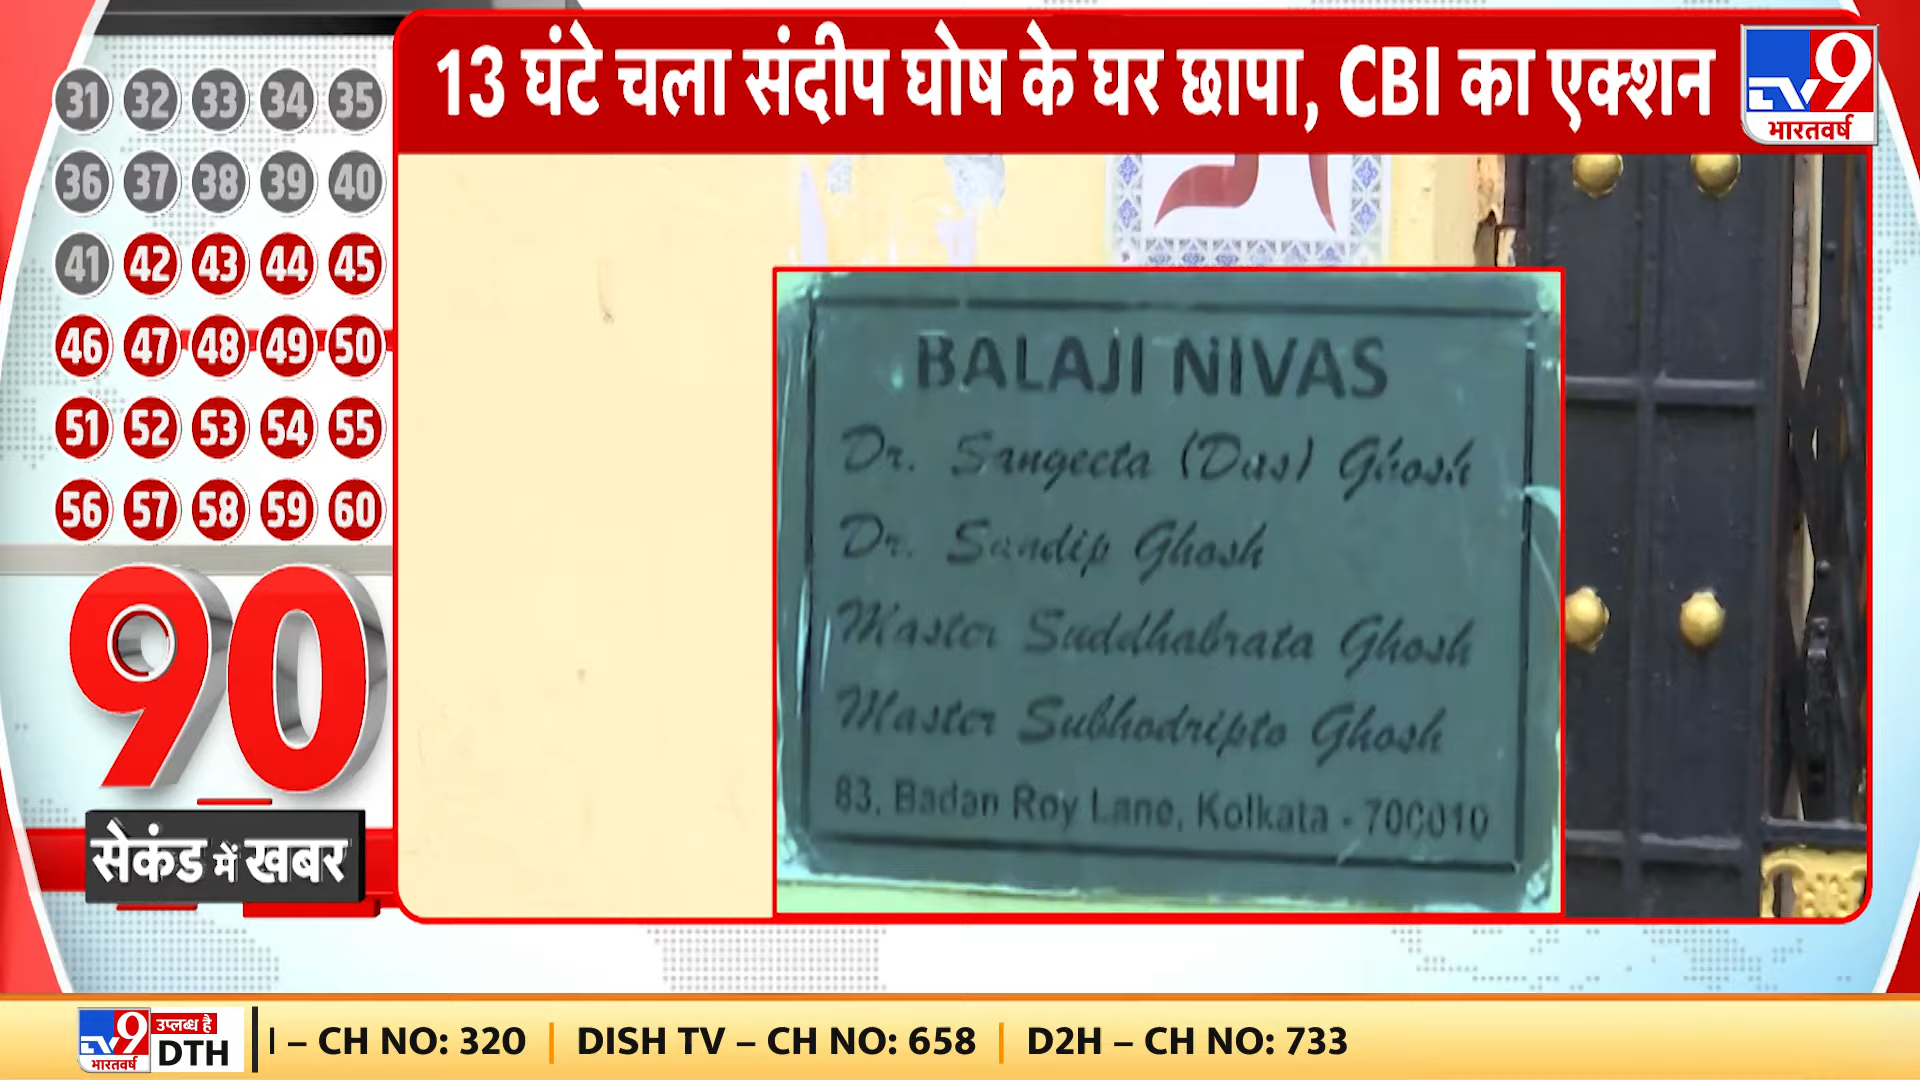 13 घंटे चला संदीप घोष के घर छापा, CBI का एक्शन
TV9
भारतवर्ष
31 32 33 34 35
36 37 38 39 40
41 42 43 44 45
46 47 48 49 50
51 52 53 54 55
56 57 58 59 60
90
सेकंड में खबर
BALAJI NIVAS
Dr. Sangeeta (Das) Ghosh
Dr. Sandip Ghosh
Master Suddhabrata Ghosh
Master Subhodripto Ghosh
83, Badan Roy Lane, Kolkata - 700010
TV9
भारतवर्ष
उप्लब्ध है
DTH
– CH NO: 320 | DISH TV – CH NO: 658 | D2H – CH NO: 733